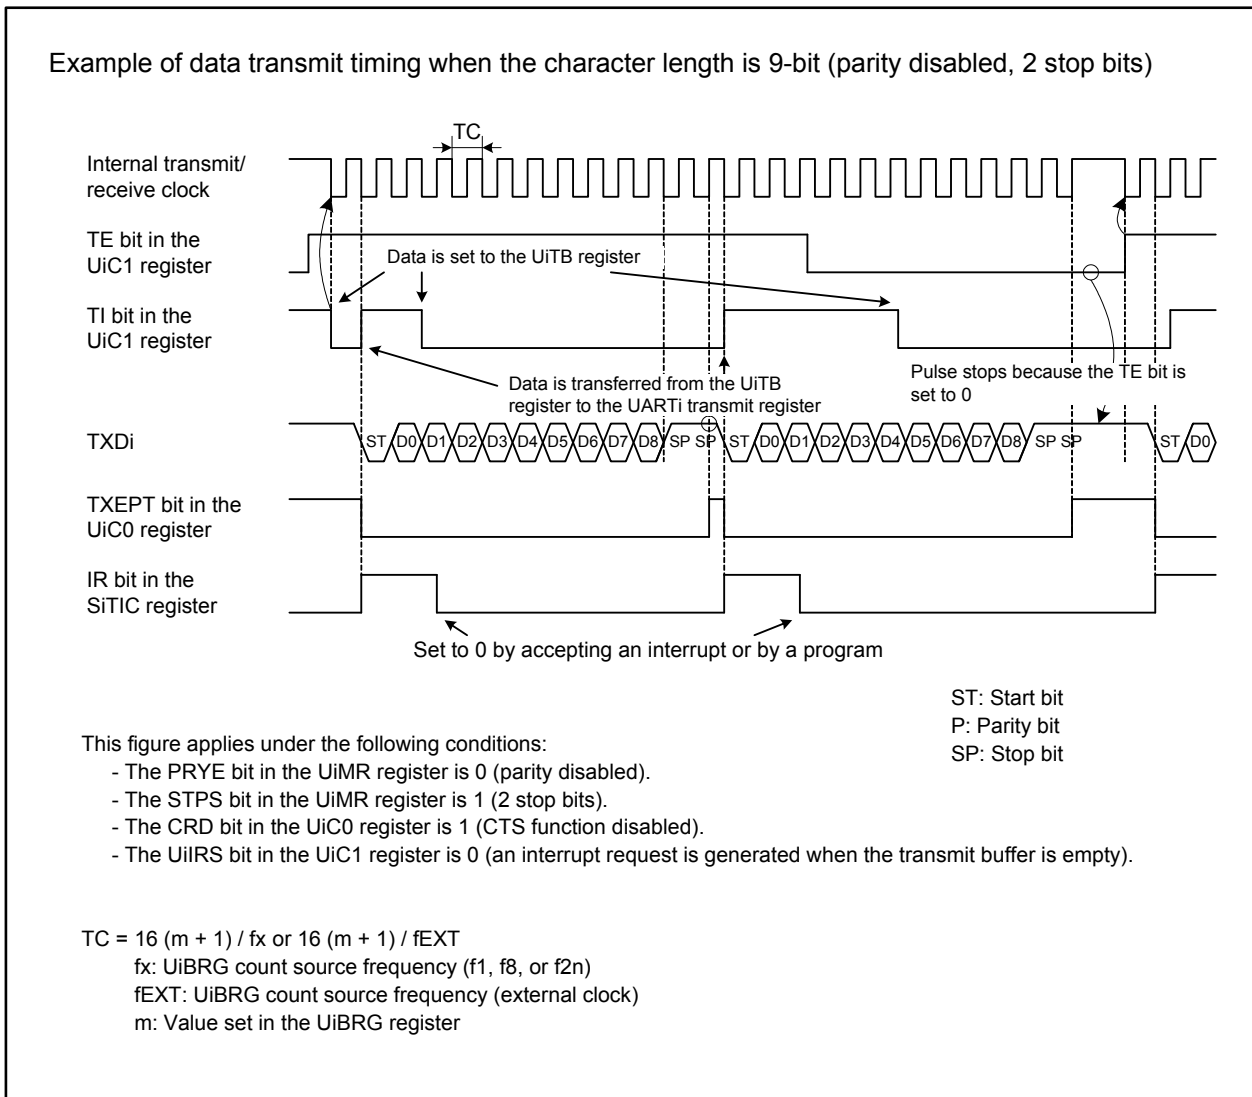 Example of data transmit timing when the character length is 9-bit (parity disabled, 2 stop bits)
TC
Internal transmit/
receive clock
TE bit in the
UiC1 register
Data is set to the UiTB register
TI bit in the
UiC1 register
Pulse stops because the TE bit is
set to 0
Data is transferred from the UiTB
register to the UARTi transmit register
TXDi
ST D0 D1 D2 D3 D4 D5 D6 D7 D8 SP SP ST D0 D1 D2 D3 D4 D5 D6 D7 D8 SP SP ST D0
TXEPT bit in the
UiC0 register
IR bit in the
SiTIC register
Set to 0 by accepting an interrupt or by a program
ST: Start bit
P: Parity bit
SP: Stop bit
This figure applies under the following conditions:
- The PRYE bit in the UiMR register is 0 (parity disabled).
- The STPS bit in the UiMR register is 1 (2 stop bits).
- The CRD bit in the UiC0 register is 1 (CTS function disabled).
- The UiIRS bit in the UiC1 register is 0 (an interrupt request is generated when the transmit buffer is empty).
TC = 16 (m + 1) / fx or 16 (m + 1) / fEXT
fx: UiBRG count source frequency (f1, f8, or f2n)
fEXT: UiBRG count source frequency (external clock)
m: Value set in the UiBRG register